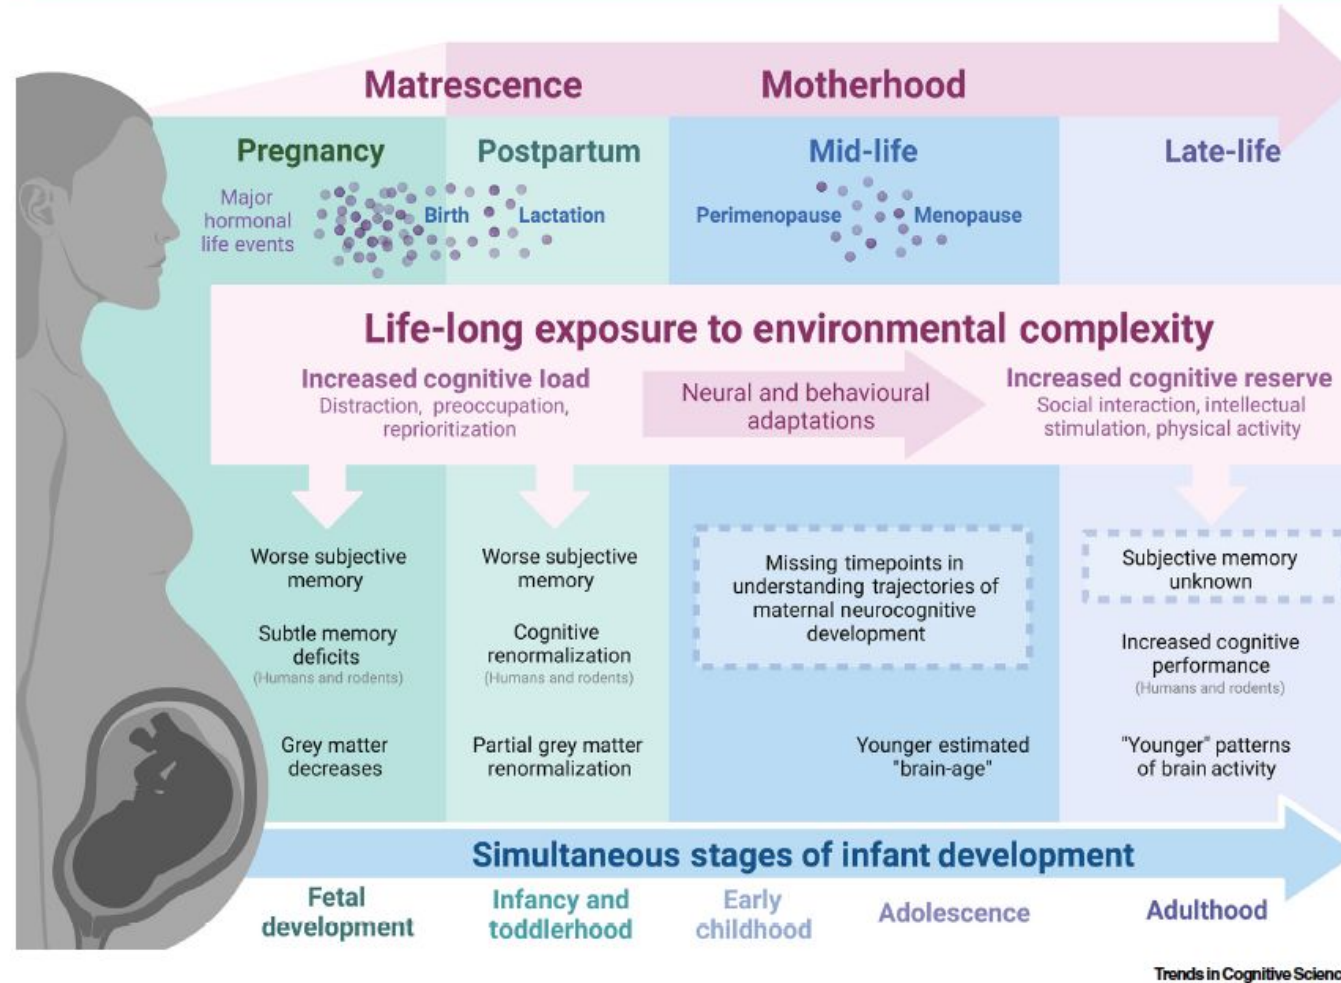 Matrescence
Motherhood
Pregnancy
Postpartum
Mid-life
Late-life
Major
hormonal
life events
Birth
Lactation
Perimenopause
Menopause
Life-long exposure to environmental complexity
Increased cognitive load
Distraction, preoccupation,
reprioritization
Neural and behavioural
adaptations
Increased cognitive reserve
Social interaction, intellectual
stimulation, physical activity
Worse subjective
memory
Subtle memory
deficits
(Humans and rodents)
Grey matter
decreases
Worse subjective
memory
Cognitive
renormalization
(Humans and rodents)
Partial grey matter
renormalization
Missing timepoints in
understanding trajectories of
maternal neurocognitive
development
Younger estimated
"brain-age"
Subjective memory
unknown
Increased cognitive
performance
(Humans and rodents)
"Younger" patterns
of brain activity
Simultaneous stages of infant development
Fetal
development
Infancy and
toddlerhood
Early
childhood
Adolescence
Adulthood
Trends in Cognitive Scienc